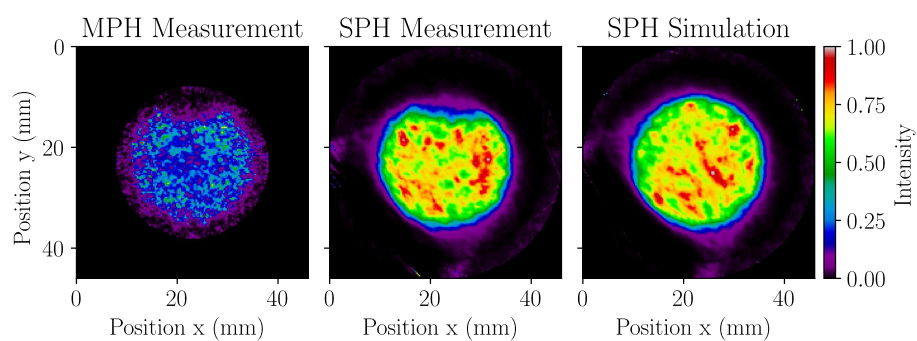 MPH Measurement
SPH Measurement
SPH Simulation
0
20
40
Position y (mm)
0
20
40
Position x (mm)
0
20
40
Position x (mm)
0
20
40
Position x (mm)
1.00
0.75
0.50
0.25
0.00
Intensity